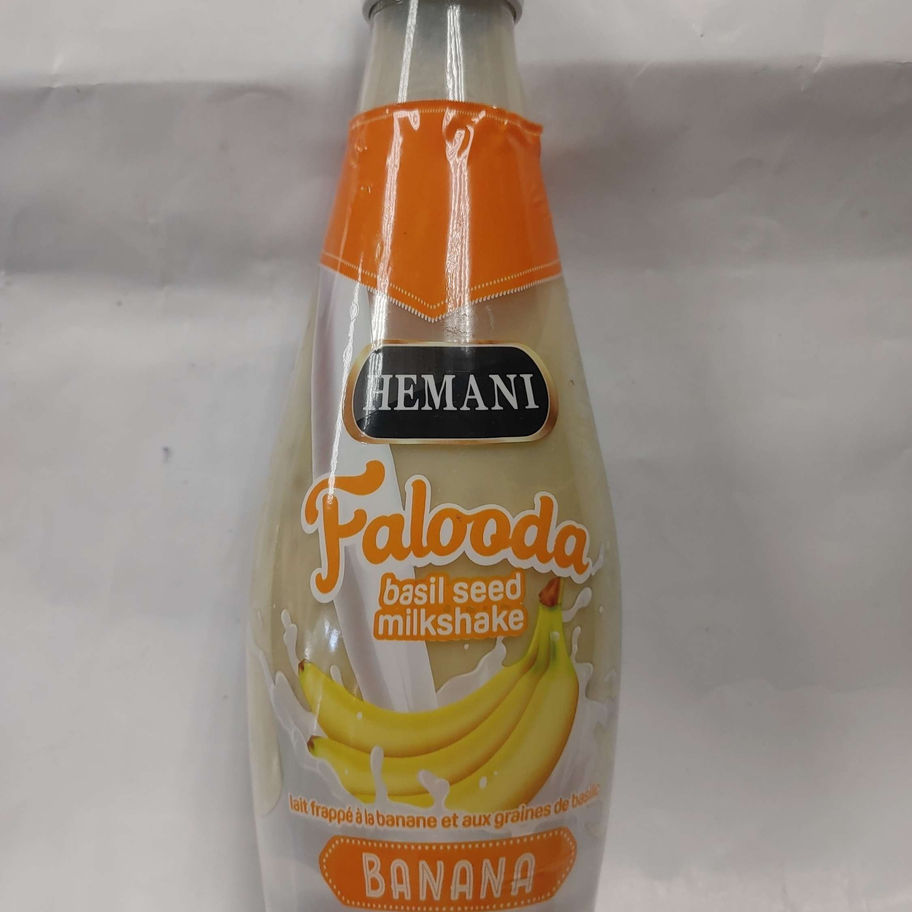 HEMANI
Falooda
basil seed
milkshake
lait frappé à la banane et aux graines de basilic
BANANA